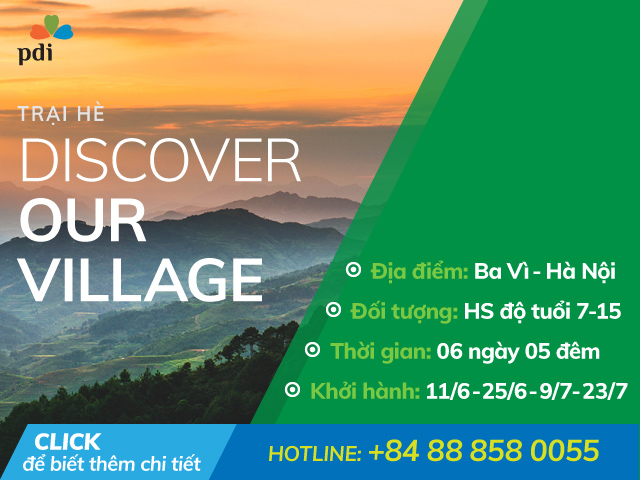 pdi
TRẠI HÈ
DISCOVER
OUR
VILLAGE
Địa điểm: Ba Vì - Hà Nội
Đối tượng: HS độ tuổi 7-15
Thời gian: 06 ngày 05 đêm
Khởi hành: 11/6 - 25/6 - 9/7 - 23/7
CLICK
để biết thêm chi tiết
HOTLINE: +84 88 858 0055